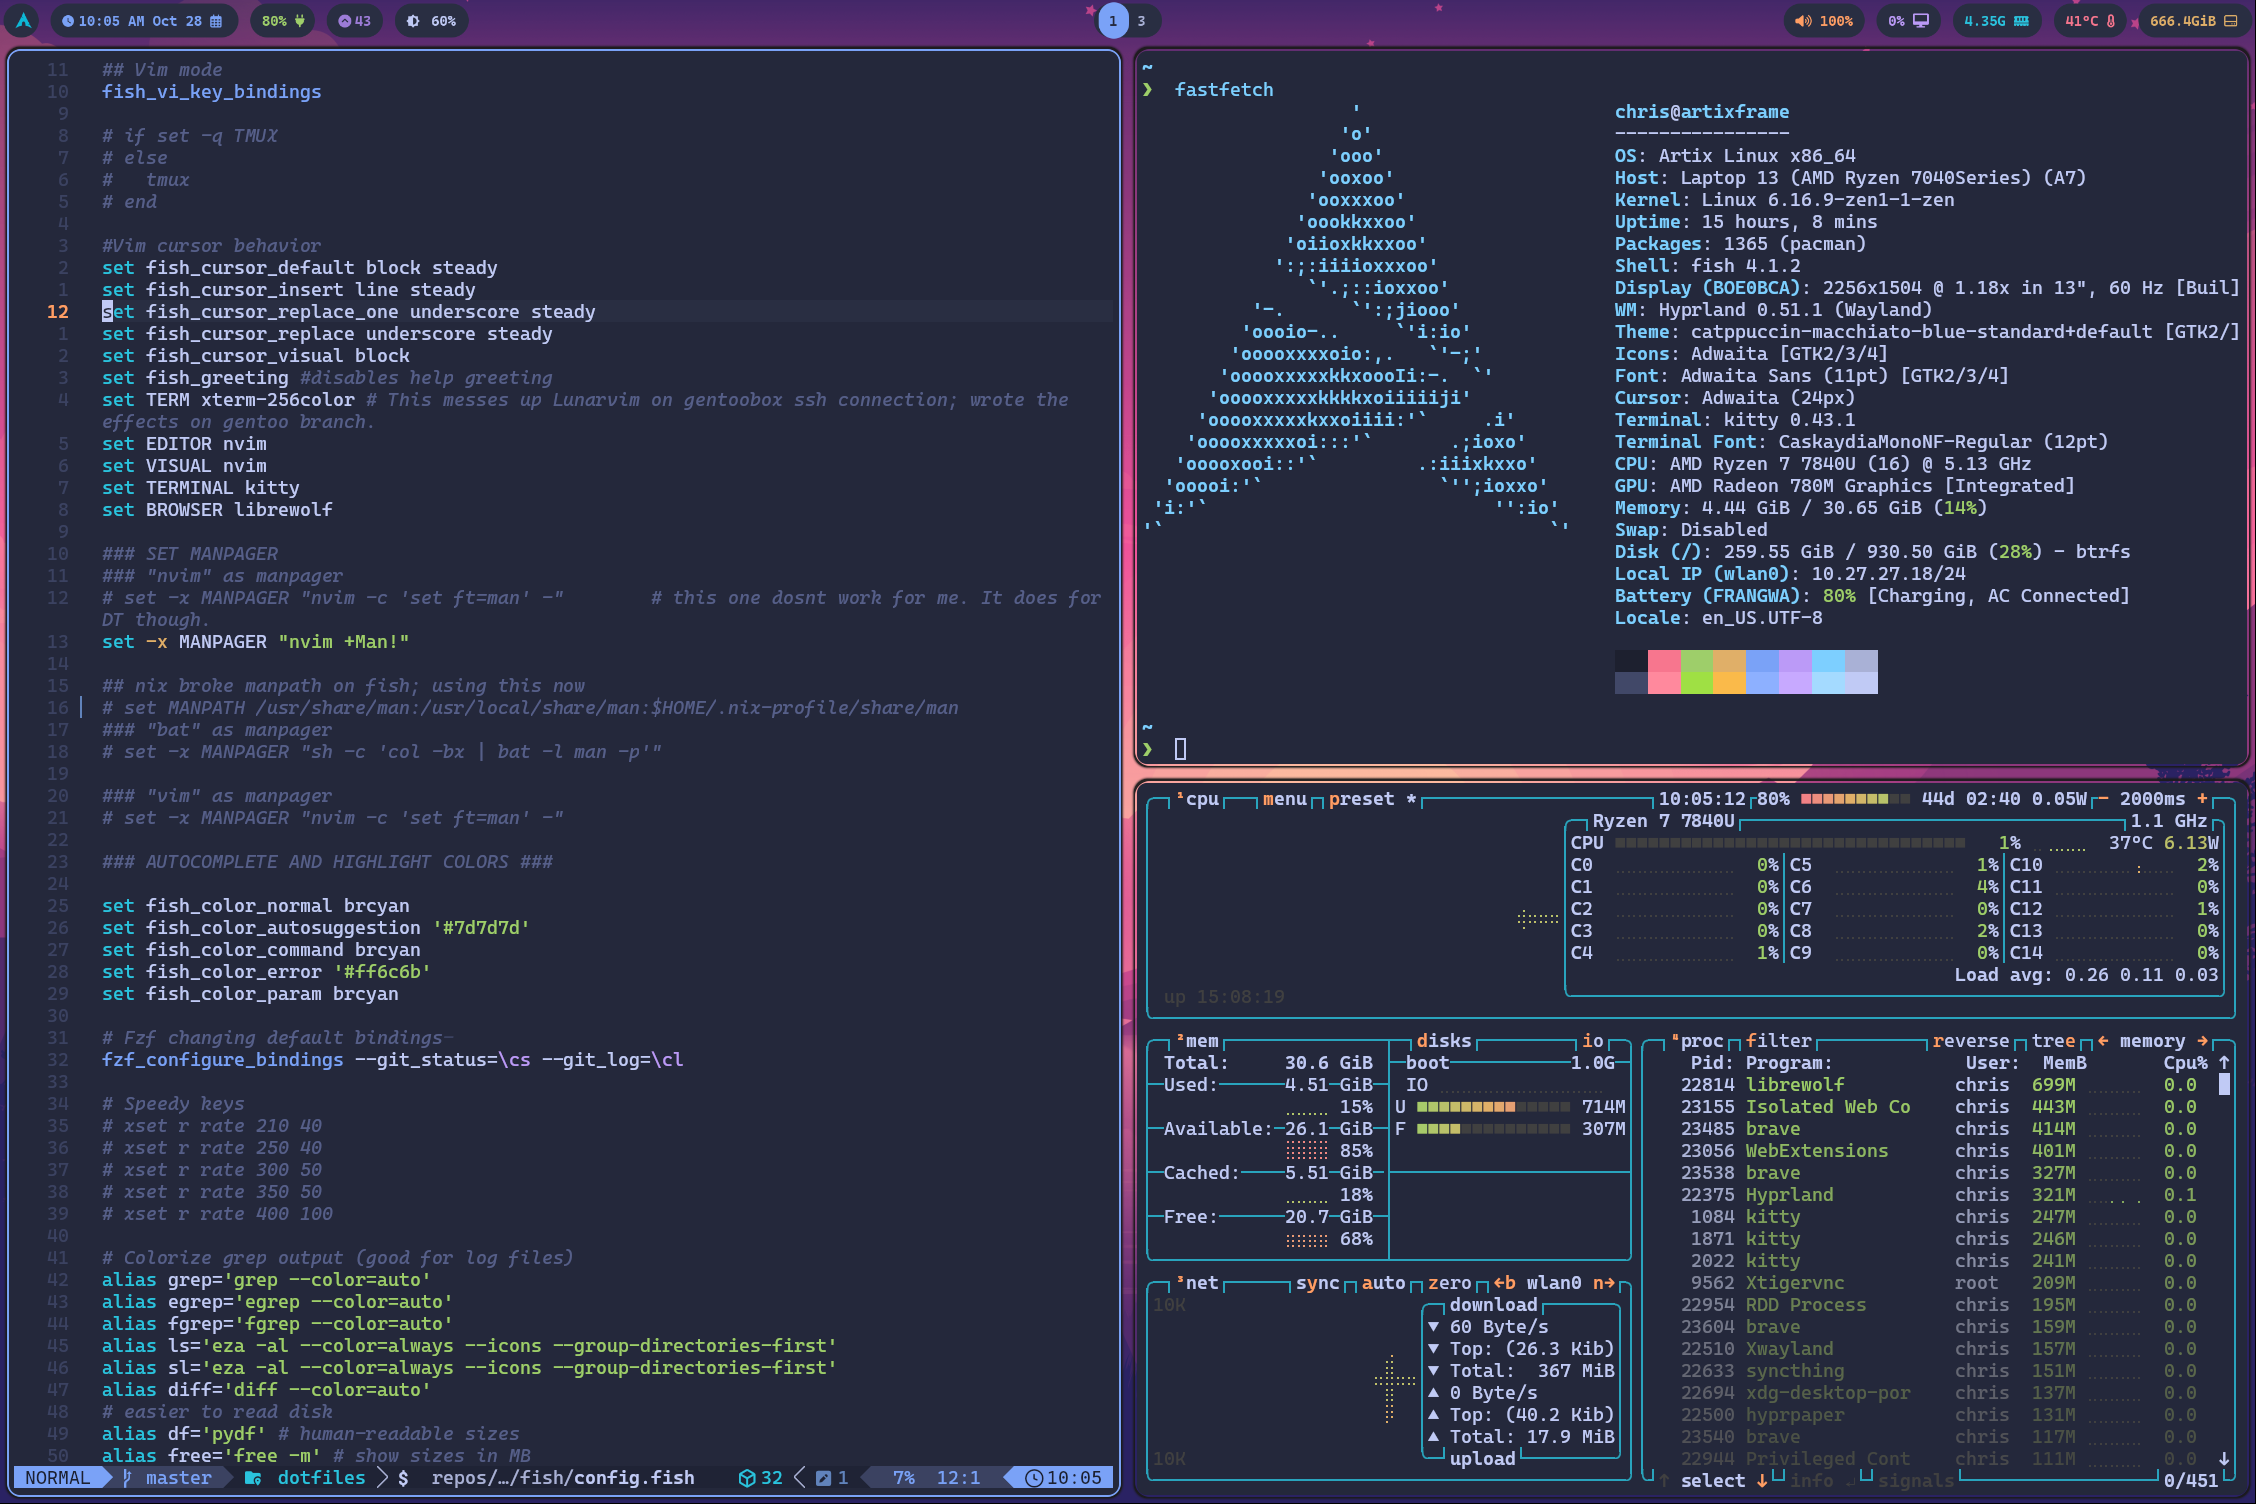 10:05 AM Oct 28
80%
43
60%
1 3
100%
0%
4.35G
41°C
666.4GiB
11 ## Vim mode
10 fish_vi_key_bindings
9
8 # if set -q TMUX
7 # else
6 #   tmux
5 # end
4
3 #Vim cursor behavior
2 set fish_cursor_default block steady
1 set fish_cursor_insert line steady
12 set fish_cursor_replace_one underscore steady
1 set fish_cursor_replace underscore steady
2 set fish_cursor_visual block
3 set fish_greeting #disables help greeting
4 set TERM xterm-256color # This messes up Lunarvim on gentoobox ssh connection; wrote the
effects on gentoo branch.
5 set EDITOR nvim
6 set VISUAL nvim
7 set TERMINAL kitty
8 set BROWSER librewolf
9
10 ### SET MANPAGER
11 ### "nvim" as manpager
12 # set -x MANPAGER "nvim -c 'set ft=man' -"        # this one dosnt work for me. It does for
DT though.
13 set -x MANPAGER "nvim +Man!"
14
15 ## nix broke manpath on fish; using this now
16 # set MANPATH /usr/share/man:/usr/local/share/man:$HOME/.nix-profile/share/man
17 ### "bat" as manpager
18 # set -x MANPAGER "sh -c 'col -bx | bat -l man -p'"
19
20 ### "vim" as manpager
21 # set -x MANPAGER "nvim -c 'set ft=man' -"
22
23 ### AUTOCOMPLETE AND HIGHLIGHT COLORS ###
24
25 set fish_color_normal brcyan
26 set fish_color_autosuggestion '#7d7d7d'
27 set fish_color_command brcyan
28 set fish_color_error '#ff6c6b'
29 set fish_color_param brcyan
30
31 # Fzf changing default bindings-
32 fzf_configure_bindings --git_status=\cs --git_log=\cl
33
34 # Speedy keys
35 # xset r rate 210 40
36 # xset r rate 250 40
37 # xset r rate 300 50
38 # xset r rate 350 50
39 # xset r rate 400 100
40
41 # Colorize grep output (good for log files)
42 alias grep='grep --color=auto'
43 alias egrep='egrep --color=auto'
44 alias fgrep='fgrep --color=auto'
45 alias ls='eza -al --color=always --icons --group-directories-first'
46 alias sl='eza -al --color=always --icons --group-directories-first'
47 alias diff='diff --color=auto'
48 # easier to read disk
49 alias df='pydf' # human-readable sizes
50 alias free='free -m' # show sizes in MB
NORMAL master dotfiles $ repos/…/fish/config.fish 32 1 7% 12:1 10:05
~
❯ fastfetch
'
'o'
'ooo'
'ooxoo'
'ooxxxoo'
'oookkxxoo'
'oiioxkkxxoo'
':;:iiiioxxxoo'
`'.;::ioxxoo'
'-.      `':;jiooo'
'oooio-..     `'i:io'
'ooooxxxxoio:,.   `'-;'
'ooooxxxxxkkxoooIi:-.  `'
'ooooxxxxxkkkkxoiiiiiji'
'ooooxxxxxkxxoiiii:'`     .i'
'ooooxxxxxoi:::'`       .;ioxo'
'ooooxooi::'`         .:iiixkxxo'
'ooooi:'`                `'';ioxxo'
'i:'`                          '':io'
'`                                   `'
chris@artixframe
----------------
OS: Artix Linux x86_64
Host: Laptop 13 (AMD Ryzen 7040Series) (A7)
Kernel: Linux 6.16.9-zen1-1-zen
Uptime: 15 hours, 8 mins
Packages: 1365 (pacman)
Shell: fish 4.1.2
Display (BOE0BCA): 2256x1504 @ 1.18x in 13", 60 Hz [Buil]
WM: Hyprland 0.51.1 (Wayland)
Theme: catppuccin-macchiato-blue-standard+default [GTK2/]
Icons: Adwaita [GTK2/3/4]
Font: Adwaita Sans (11pt) [GTK2/3/4]
Cursor: Adwaita (24px)
Terminal: kitty 0.43.1
Terminal Font: CaskaydiaMonoNF-Regular (12pt)
CPU: AMD Ryzen 7 7840U (16) @ 5.13 GHz
GPU: AMD Radeon 780M Graphics [Integrated]
Memory: 4.44 GiB / 30.65 GiB (14%)
Swap: Disabled
Disk (/): 259.55 GiB / 930.50 GiB (28%) - btrfs
Local IP (wlan0): 10.27.27.18/24
Battery (FRANGWA): 80% [Charging, AC Connected]
Locale: en_US.UTF-8
~
❯
¹cpu menu preset * 10:05:12 80% 44d 02:40 0.05W - 2000ms +
Ryzen 7 7840U 1.1 GHz
CPU 1% 37°C 6.13W
C0 0% C5 1% C10 2%
C1 0% C6 4% C11 0%
C2 0% C7 0% C12 1%
C3 0% C8 2% C13 0%
C4 1% C9 0% C14 0%
Load avg: 0.26 0.11 0.03
up 15:08:19
²mem
Total: 30.6 GiB
Used: 4.51 GiB
15%
Available: 26.1 GiB
85%
Cached: 5.51 GiB
18%
Free: 20.7 GiB
68%
disks io
boot 1.0G
IO
U 714M
F 307M
³net sync auto zero ←b wlan0 n→
10K
download
▼ 60 Byte/s
▼ Top: (26.3 Kib)
▼ Total: 367 MiB
▲ 0 Byte/s
▲ Top: (40.2 Kib)
▲ Total: 17.9 MiB
upload
10K
⁴proc filter reverse tree ← memory →
Pid: Program: User: MemB Cpu% ↑
22814 librewolf chris 699M 0.0
23155 Isolated Web Co chris 443M 0.0
23485 brave chris 414M 0.0
23056 WebExtensions chris 401M 0.0
23538 brave chris 327M 0.0
22375 Hyprland chris 321M 0.1
1084 kitty chris 247M 0.0
1871 kitty chris 246M 0.0
2022 kitty chris 241M 0.0
9562 Xtigervnc root 209M 0.0
22954 RDD Process chris 195M 0.0
23604 brave chris 159M 0.0
22510 Xwayland chris 157M 0.0
22633 syncthing chris 151M 0.0
22694 xdg-desktop-por chris 137M 0.0
22500 hyprpaper chris 131M 0.0
23540 brave chris 117M 0.0
22944 Privileged Cont chris 111M 0.0 ↓
↑ select ↓ info signals 0/451